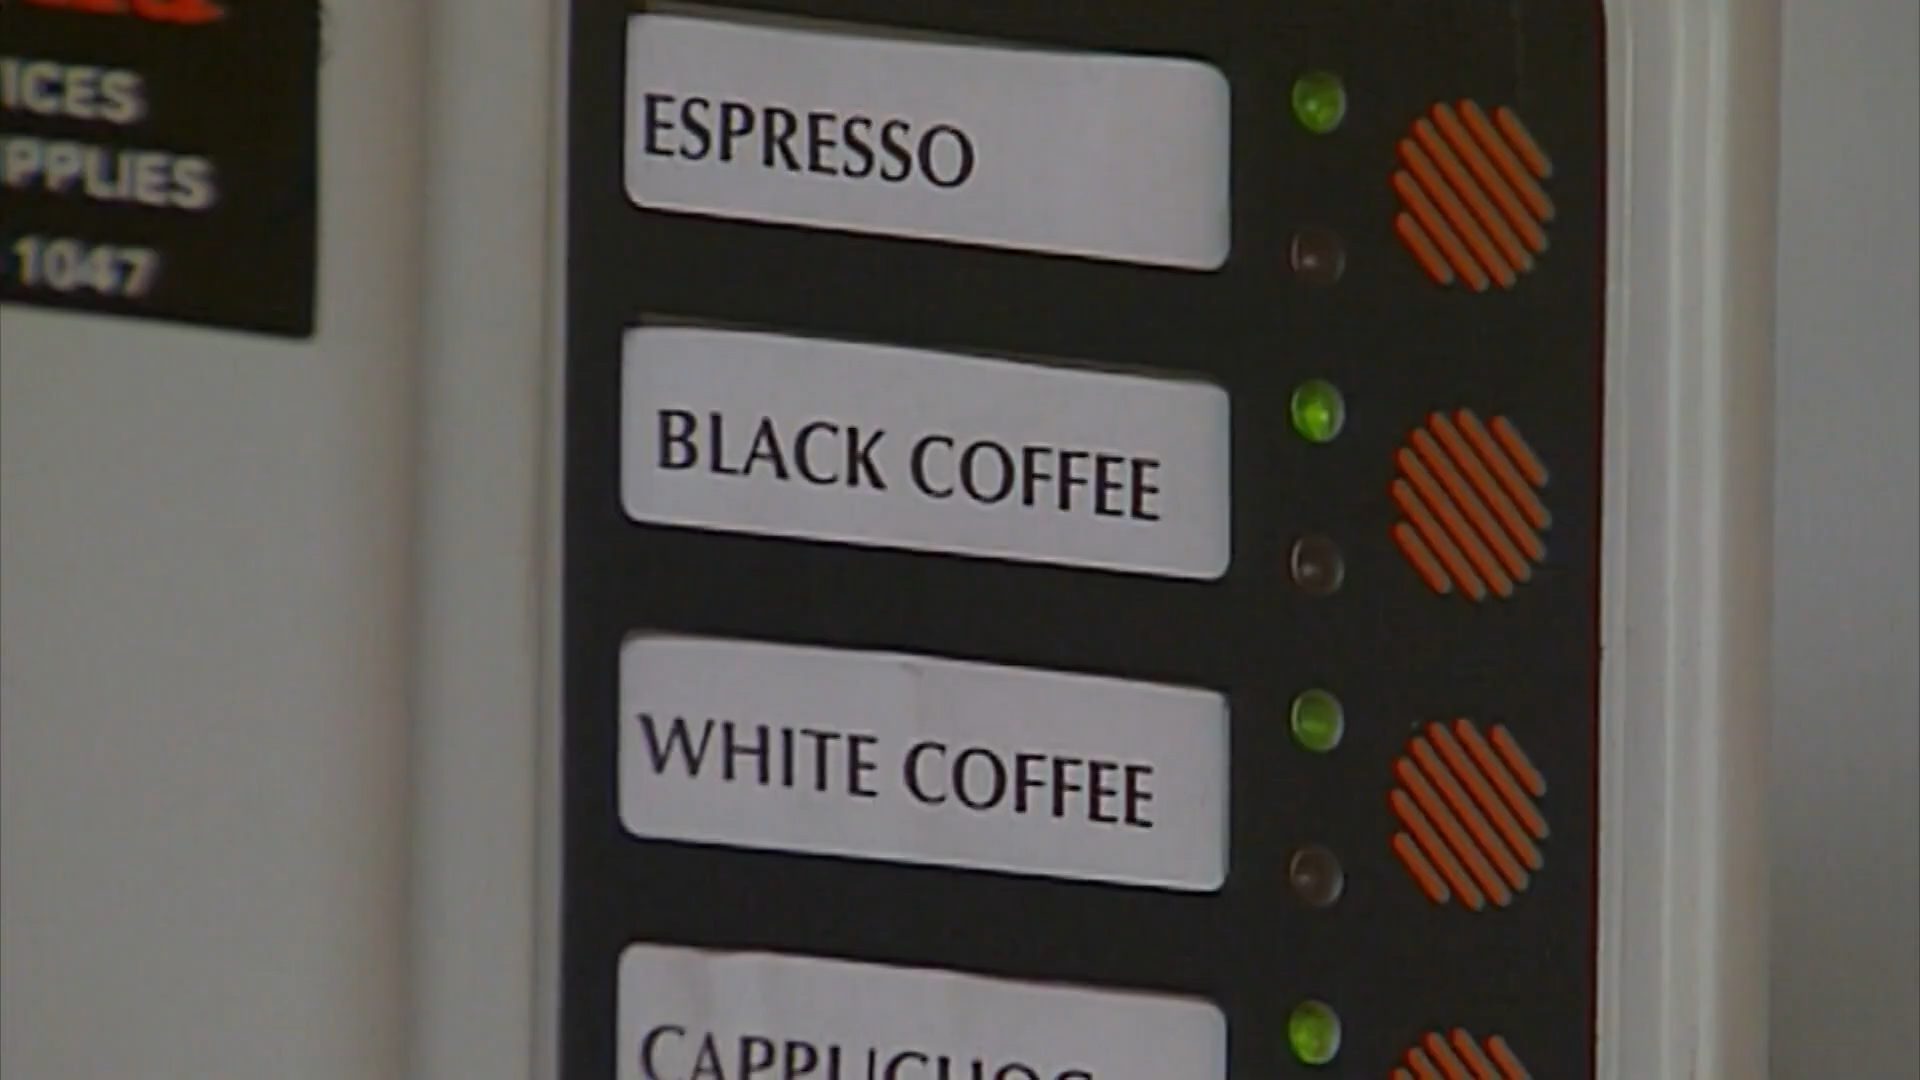 ICES
PPLIES
1047
ESPRESSO
BLACK COFFEE
WHITE COFFEE